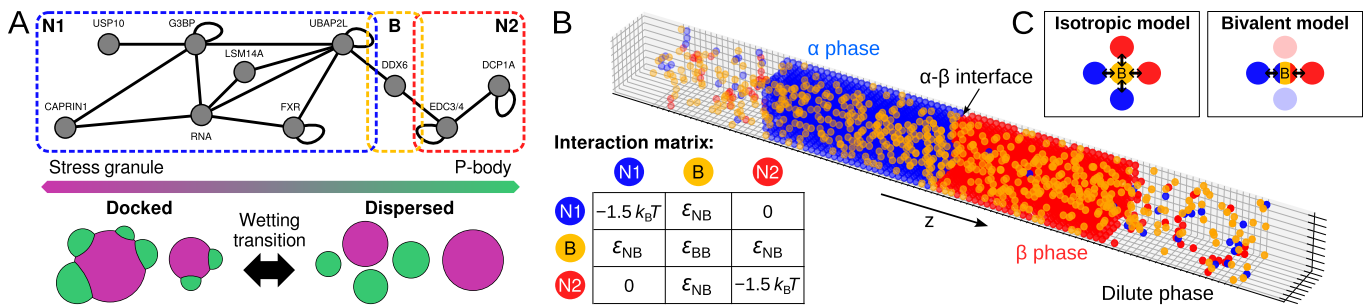 A
N1
B
N2
USP10
G3BP
UBAP2L
LSM14A
DDX6
DCP1A
CAPRIN1
RNA
FXR
EDC3/4
Stress granule
P-body
Docked
Wetting
transition
Dispersed
B
α phase
α-β interface
β phase
Dilute phase
z
Interaction matrix:
N1 B N2
N1 −1.5 kBT εNB 0
B εNB εBB εNB
N2 0 εNB −1.5 kBT
C
Isotropic model
B
Bivalent model
B